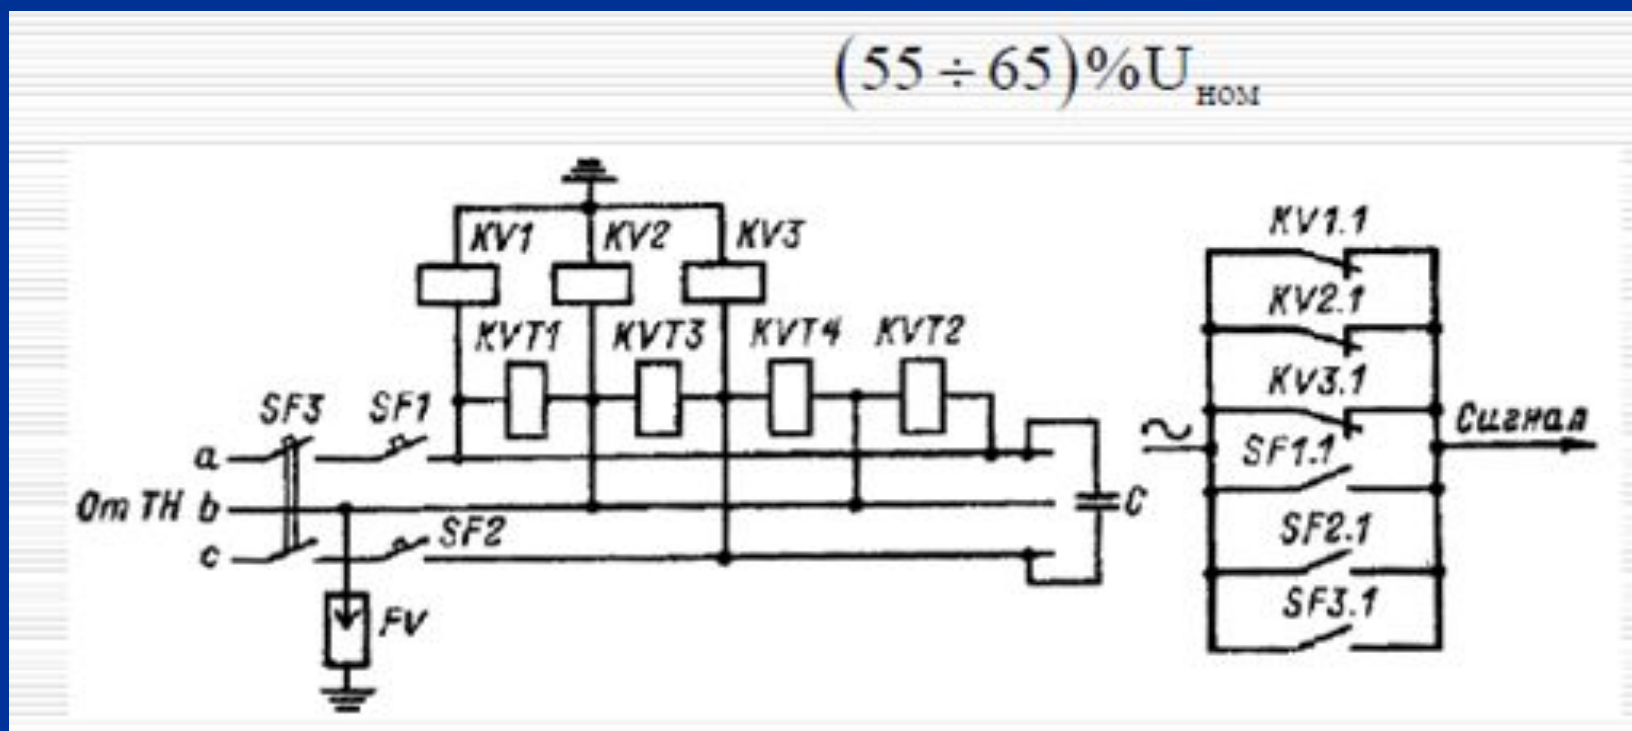 (55 ÷ 65)%Uном
KV1 KV2 KV3
KVT1 KVT3 KVT4 KVT2
SF3 SF1
a
От ТН b
c
SF2
FV
C
KV1.1
KV2.1
KV3.1
SF1.1
SF2.1
SF3.1
~
Сигнал